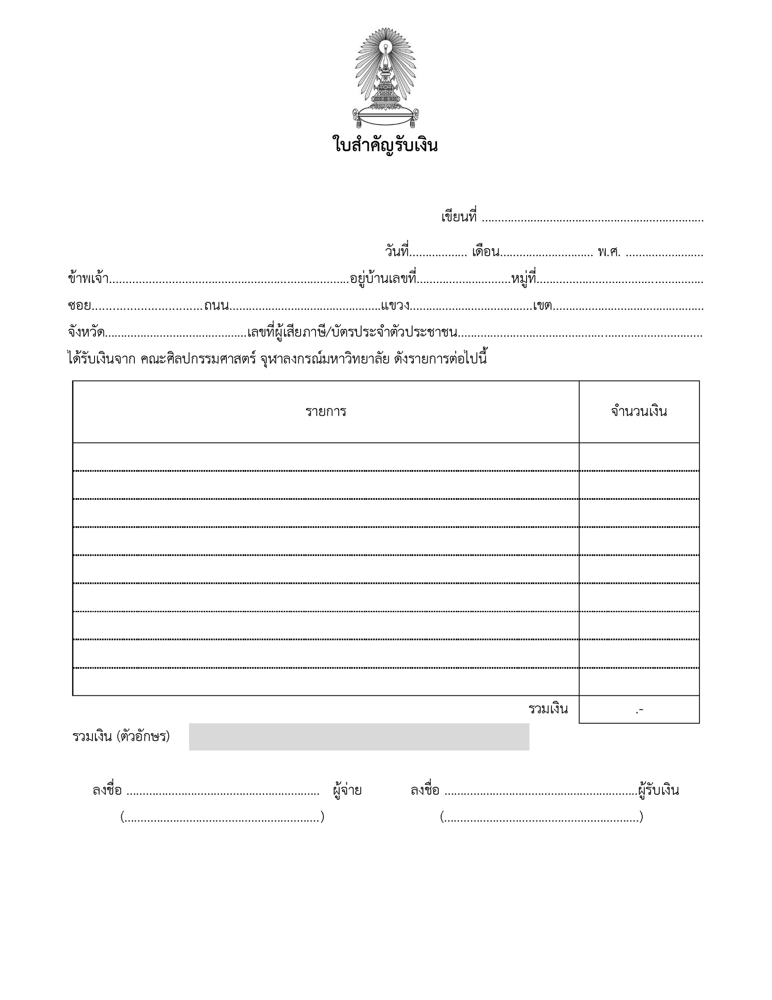 ใบสำคัญรับเงิน
เขียนที่ ....................................................................
วันที่.................. เดือน............................. พ.ศ. ........................
ข้าพเจ้า..........................................................................อยู่บ้านเลขที่.............................หมู่ที่....................................................
ซอย..................................ถนน...............................................แขวง......................................เขต...............................................
จังหวัด............................................เลขที่ผู้เสียภาษี/บัตรประจำตัวประชาชน............................................................................
ได้รับเงินจาก คณะศิลปกรรมศาสตร์ จุฬาลงกรณ์มหาวิทยาลัย ดังรายการต่อไปนี้
รายการ จำนวนเงิน
รวมเงิน .-
รวมเงิน (ตัวอักษร)
ลงชื่อ ............................................................ ผู้จ่าย ลงชื่อ ............................................................ผู้รับเงิน
(............................................................) (............................................................)